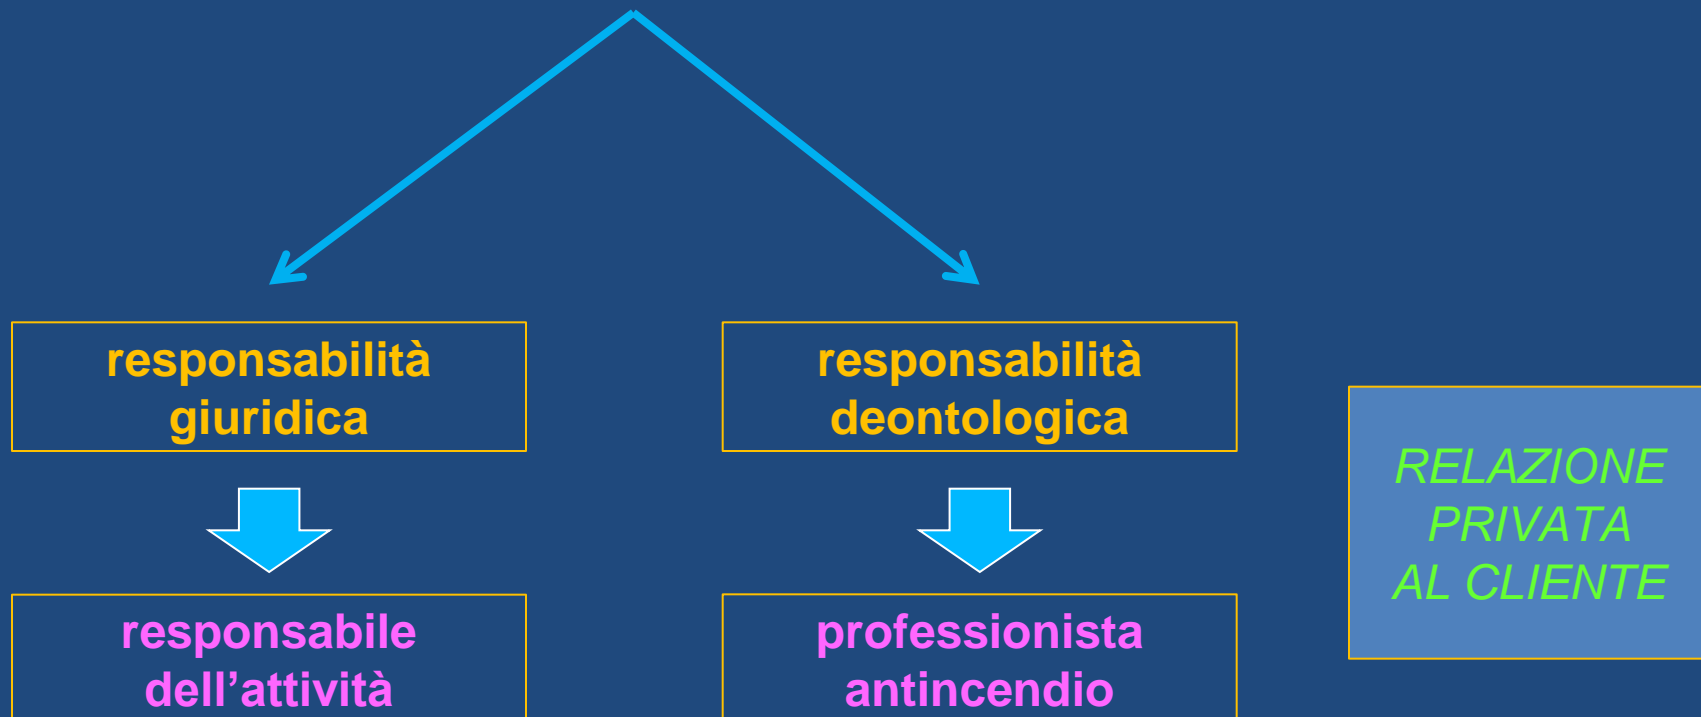 responsabilità
giuridica
responsabilità
deontologica
RELAZIONE
PRIVATA
AL CLIENTE
responsabile
dell’attività
professionista
antincendio